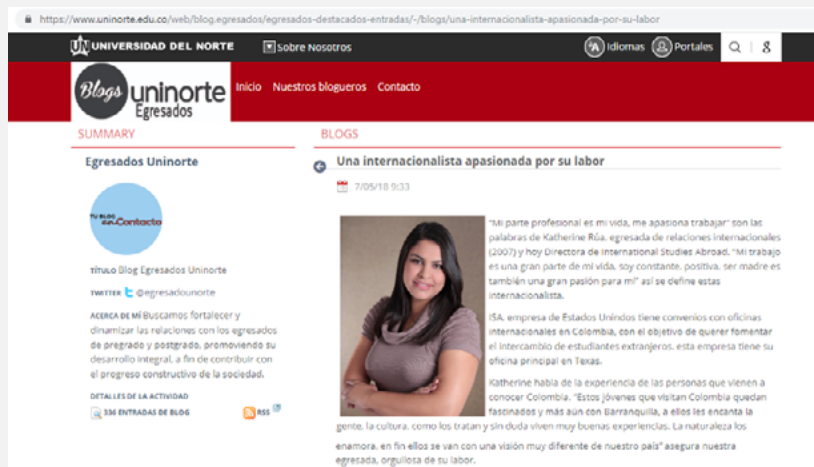 https://www.uninorte.edu.co/web/blog.egresados/egresados-destacados-entradas/-/blogs/una-internacionalista-apasionada-por-su-labor
UN UNIVERSIDAD DEL NORTE
Sobre Nosotros
Idiomas
Portales
Blogs uninorte
Egresados
Inicio Nuestros blogueros Contacto
SUMMARY
Egresados Uninorte
TU BLOG
en Contacto
TÍTULO Blog Egresados Uninorte
TWITTER @egresadounorte
ACERCA DE MÍ Buscamos fortalecer y
dinamizar las relaciones con los egresados
de pregrado y postgrado, promoviendo su
desarrollo integral, a fin de contribuir con
el progreso constructivo de la sociedad.
DETALLES DE LA ACTIVIDAD
336 ENTRADAS DE BLOG
RSS
BLOGS
Una internacionalista apasionada por su labor
7/05/18 9:33
"Mi parte profesional es mi vida, me apasiona trabajar" son las
palabras de Katherine Rúa, egresada de relaciones internacionales
(2007) y hoy Directora de International Studies Abroad. "Mi trabajo
es una gran parte de mi vida, soy constante, positiva, ser madre es
también una gran pasión para mí" así se define estas
internacionalista.
ISA, empresa de Estados Unindos tiene convenios con oficinas
internacionales en Colombia, con el objetivo de querer fomentar
el intercambio de estudiantes extranjeros, esta empresa tiene su
oficina principal en Texas.
Katherine habla de la experiencia de las personas que vienen a
conocer Colombia. "Estos jóvenes que visitan Colombia quedan
fascinados y más aún con Barranquilla, a ellos les encanta la
gente, la cultura, como los tratan y sin duda viven muy buenas experiencias. La naturaleza los
enamora, en fin ellos se van con una visión muy diferente de nuestro país" asegura nuestra
egresada, orgullosa de su labor.